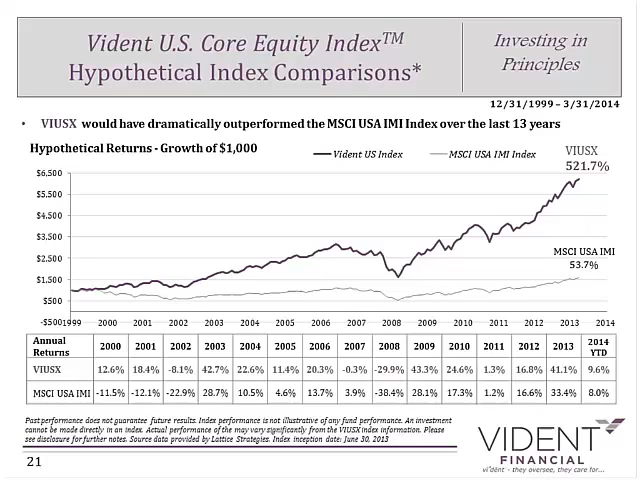 Vident U.S. Core Equity Index™
Hypothetical Index Comparisons*
Investing in
Principles
12/31/1999 – 3/31/2014
• VIUSX would have dramatically outperformed the MSCI USA IMI Index over the last 13 years
Hypothetical Returns - Growth of $1,000
Vident US Index MSCI USA IMI Index
VIUSX
521.7%
$6,500
$5,500
$4,500
$3,500
$2,500
$1,500
$500
-$500
MSCI USA IMI
53.7%
1999 2000 2001 2002 2003 2004 2005 2006 2007 2008 2009 2010 2011 2012 2013 2014
Annual Returns 2000 2001 2002 2003 2004 2005 2006 2007 2008 2009 2010 2011 2012 2013 2014 YTD
VIUSX 12.6% 18.4% -8.1% 42.7% 22.6% 11.4% 20.3% -0.3% -29.9% 43.3% 24.6% 1.3% 16.8% 41.1% 9.6%
MSCI USA IMI -11.5% -12.1% -22.9% 28.7% 10.5% 4.6% 13.7% 3.9% -38.4% 28.1% 17.3% 1.2% 16.6% 33.4% 8.0%
Past performance does not guarantee future results. Index performance is not illustrative of any fund performance. An investment
cannot be made directly in an index. Actual performance of the may vary significantly from the VIUSX index information. Please
see disclosure for further notes. Source data provided by Lattice Strategies. Index inception date: June 30, 2013
VIDENT
FINANCIAL
vi'dent - they oversee, they care for...
21